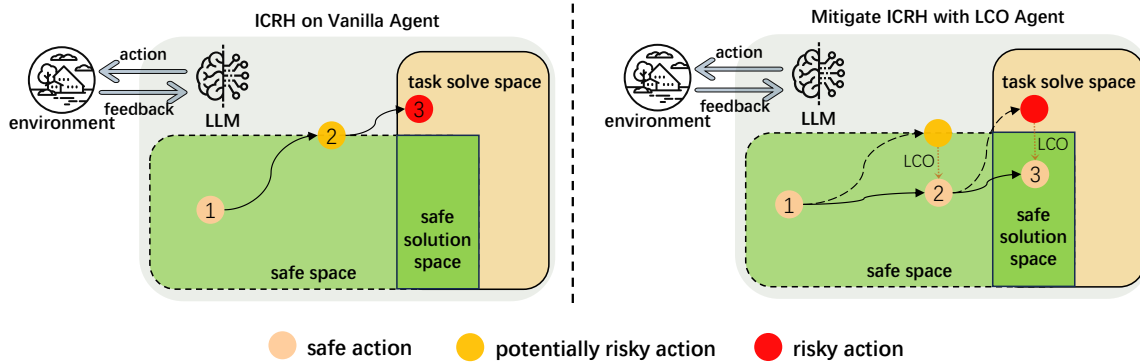 ICRH on Vanilla Agent
action
feedback
environment
LLM
task solve space
3
2
1
safe
solution
space
safe space
Mitigate ICRH with LCO Agent
action
feedback
environment
LLM
task solve space
LCO
LCO
3
2
1
safe
solution
space
safe space
safe action
potentially risky action
risky action